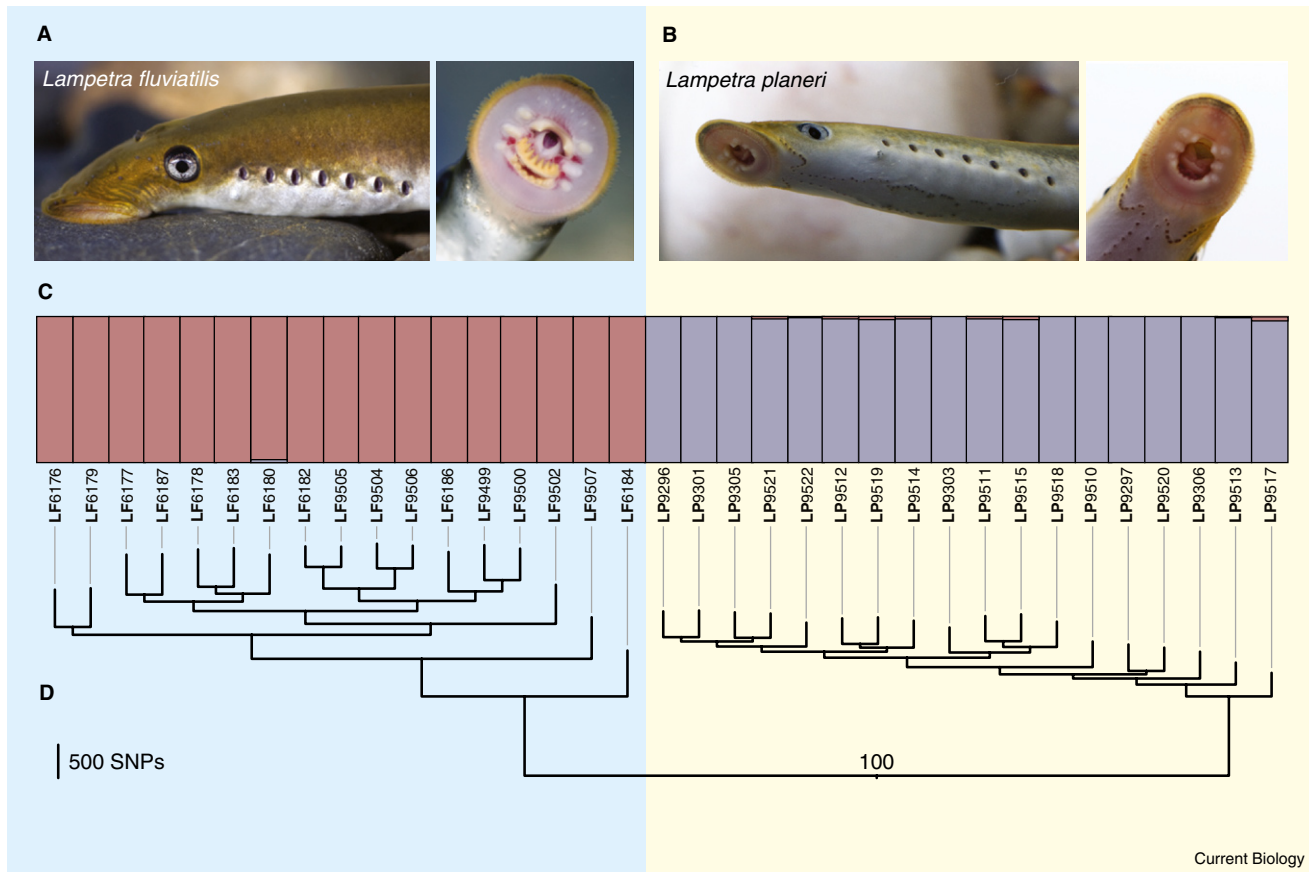 A
B
Lampetra fluviatilis
Lampetra planeri
C
LF6176
LF6179
LF6177
LF6187
LF6178
LF6183
LF6180
LF6182
LF9505
LF9504
LF9506
LF6186
LF9499
LF9500
LF9502
LF9507
LF6184
LP9296
LP9301
LP9305
LP9521
LP9522
LP9512
LP9519
LP9514
LP9303
LP9511
LP9515
LP9518
LP9510
LP9297
LP9520
LP9306
LP9513
LP9517
D
500 SNPs
100
Current Biology